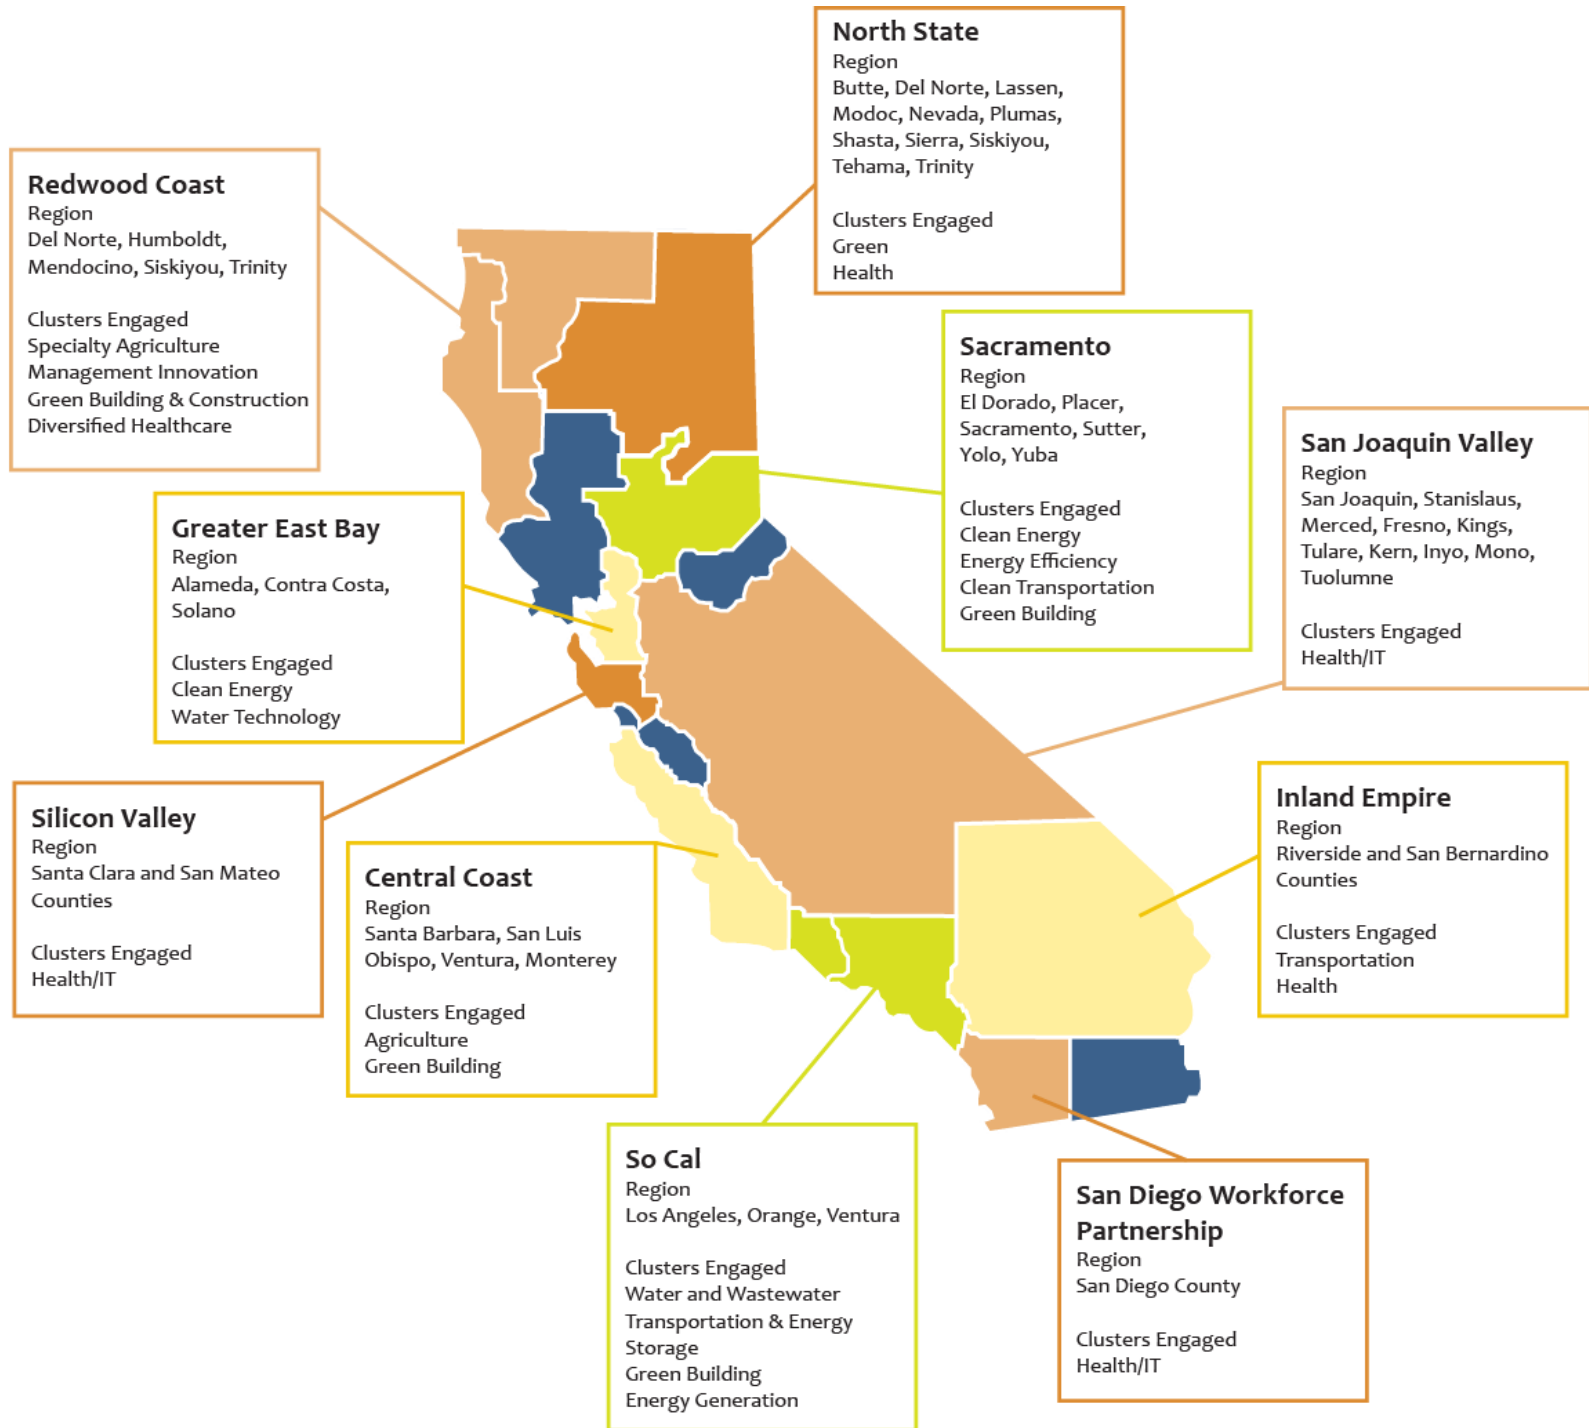 North State
Region
Butte, Del Norte, Lassen,
Modoc, Nevada, Plumas,
Shasta, Sierra, Siskiyou,
Tehama, Trinity
Clusters Engaged
Green
Health
Redwood Coast
Region
Del Norte, Humboldt,
Mendocino, Siskiyou, Trinity
Clusters Engaged
Specialty Agriculture
Management Innovation
Green Building & Construction
Diversified Healthcare
Sacramento
Region
El Dorado, Placer,
Sacramento, Sutter,
Yolo, Yuba
Clusters Engaged
Clean Energy
Energy Efficiency
Clean Transportation
Green Building
San Joaquin Valley
Region
San Joaquin, Stanislaus,
Merced, Fresno, Kings,
Tulare, Kern, Inyo, Mono,
Tuolumne
Clusters Engaged
Health/IT
Greater East Bay
Region
Alameda, Contra Costa,
Solano
Clusters Engaged
Clean Energy
Water Technology
Silicon Valley
Region
Santa Clara and San Mateo
Counties
Clusters Engaged
Health/IT
Central Coast
Region
Santa Barbara, San Luis
Obispo, Ventura, Monterey
Clusters Engaged
Agriculture
Green Building
Inland Empire
Region
Riverside and San Bernardino
Counties
Clusters Engaged
Transportation
Health
So Cal
Region
Los Angeles, Orange, Ventura
Clusters Engaged
Water and Wastewater
Transportation & Energy
Storage
Green Building
Energy Generation
San Diego Workforce
Partnership
Region
San Diego County
Clusters Engaged
Health/IT